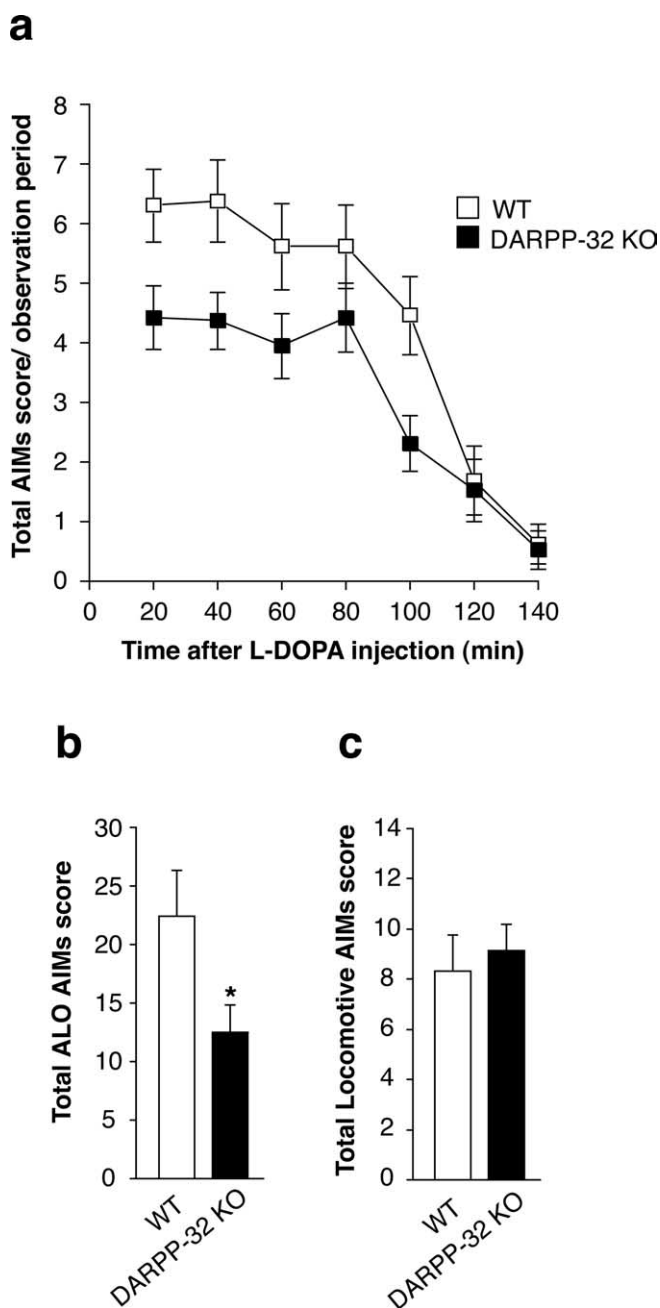 a
Total AIMs score/ observation period
8
7
6
5
4
3
2
1
0
WT
DARPP-32 KO
0 20 40 60 80 100 120 140
Time after L-DOPA injection (min)
b
Total ALO AIMs score
30
25
20
15
10
5
0
*
WT
DARPP-32 KO
c
Total Locomotive AIMs score
14
12
10
8
6
4
2
0
WT
DARPP-32 KO